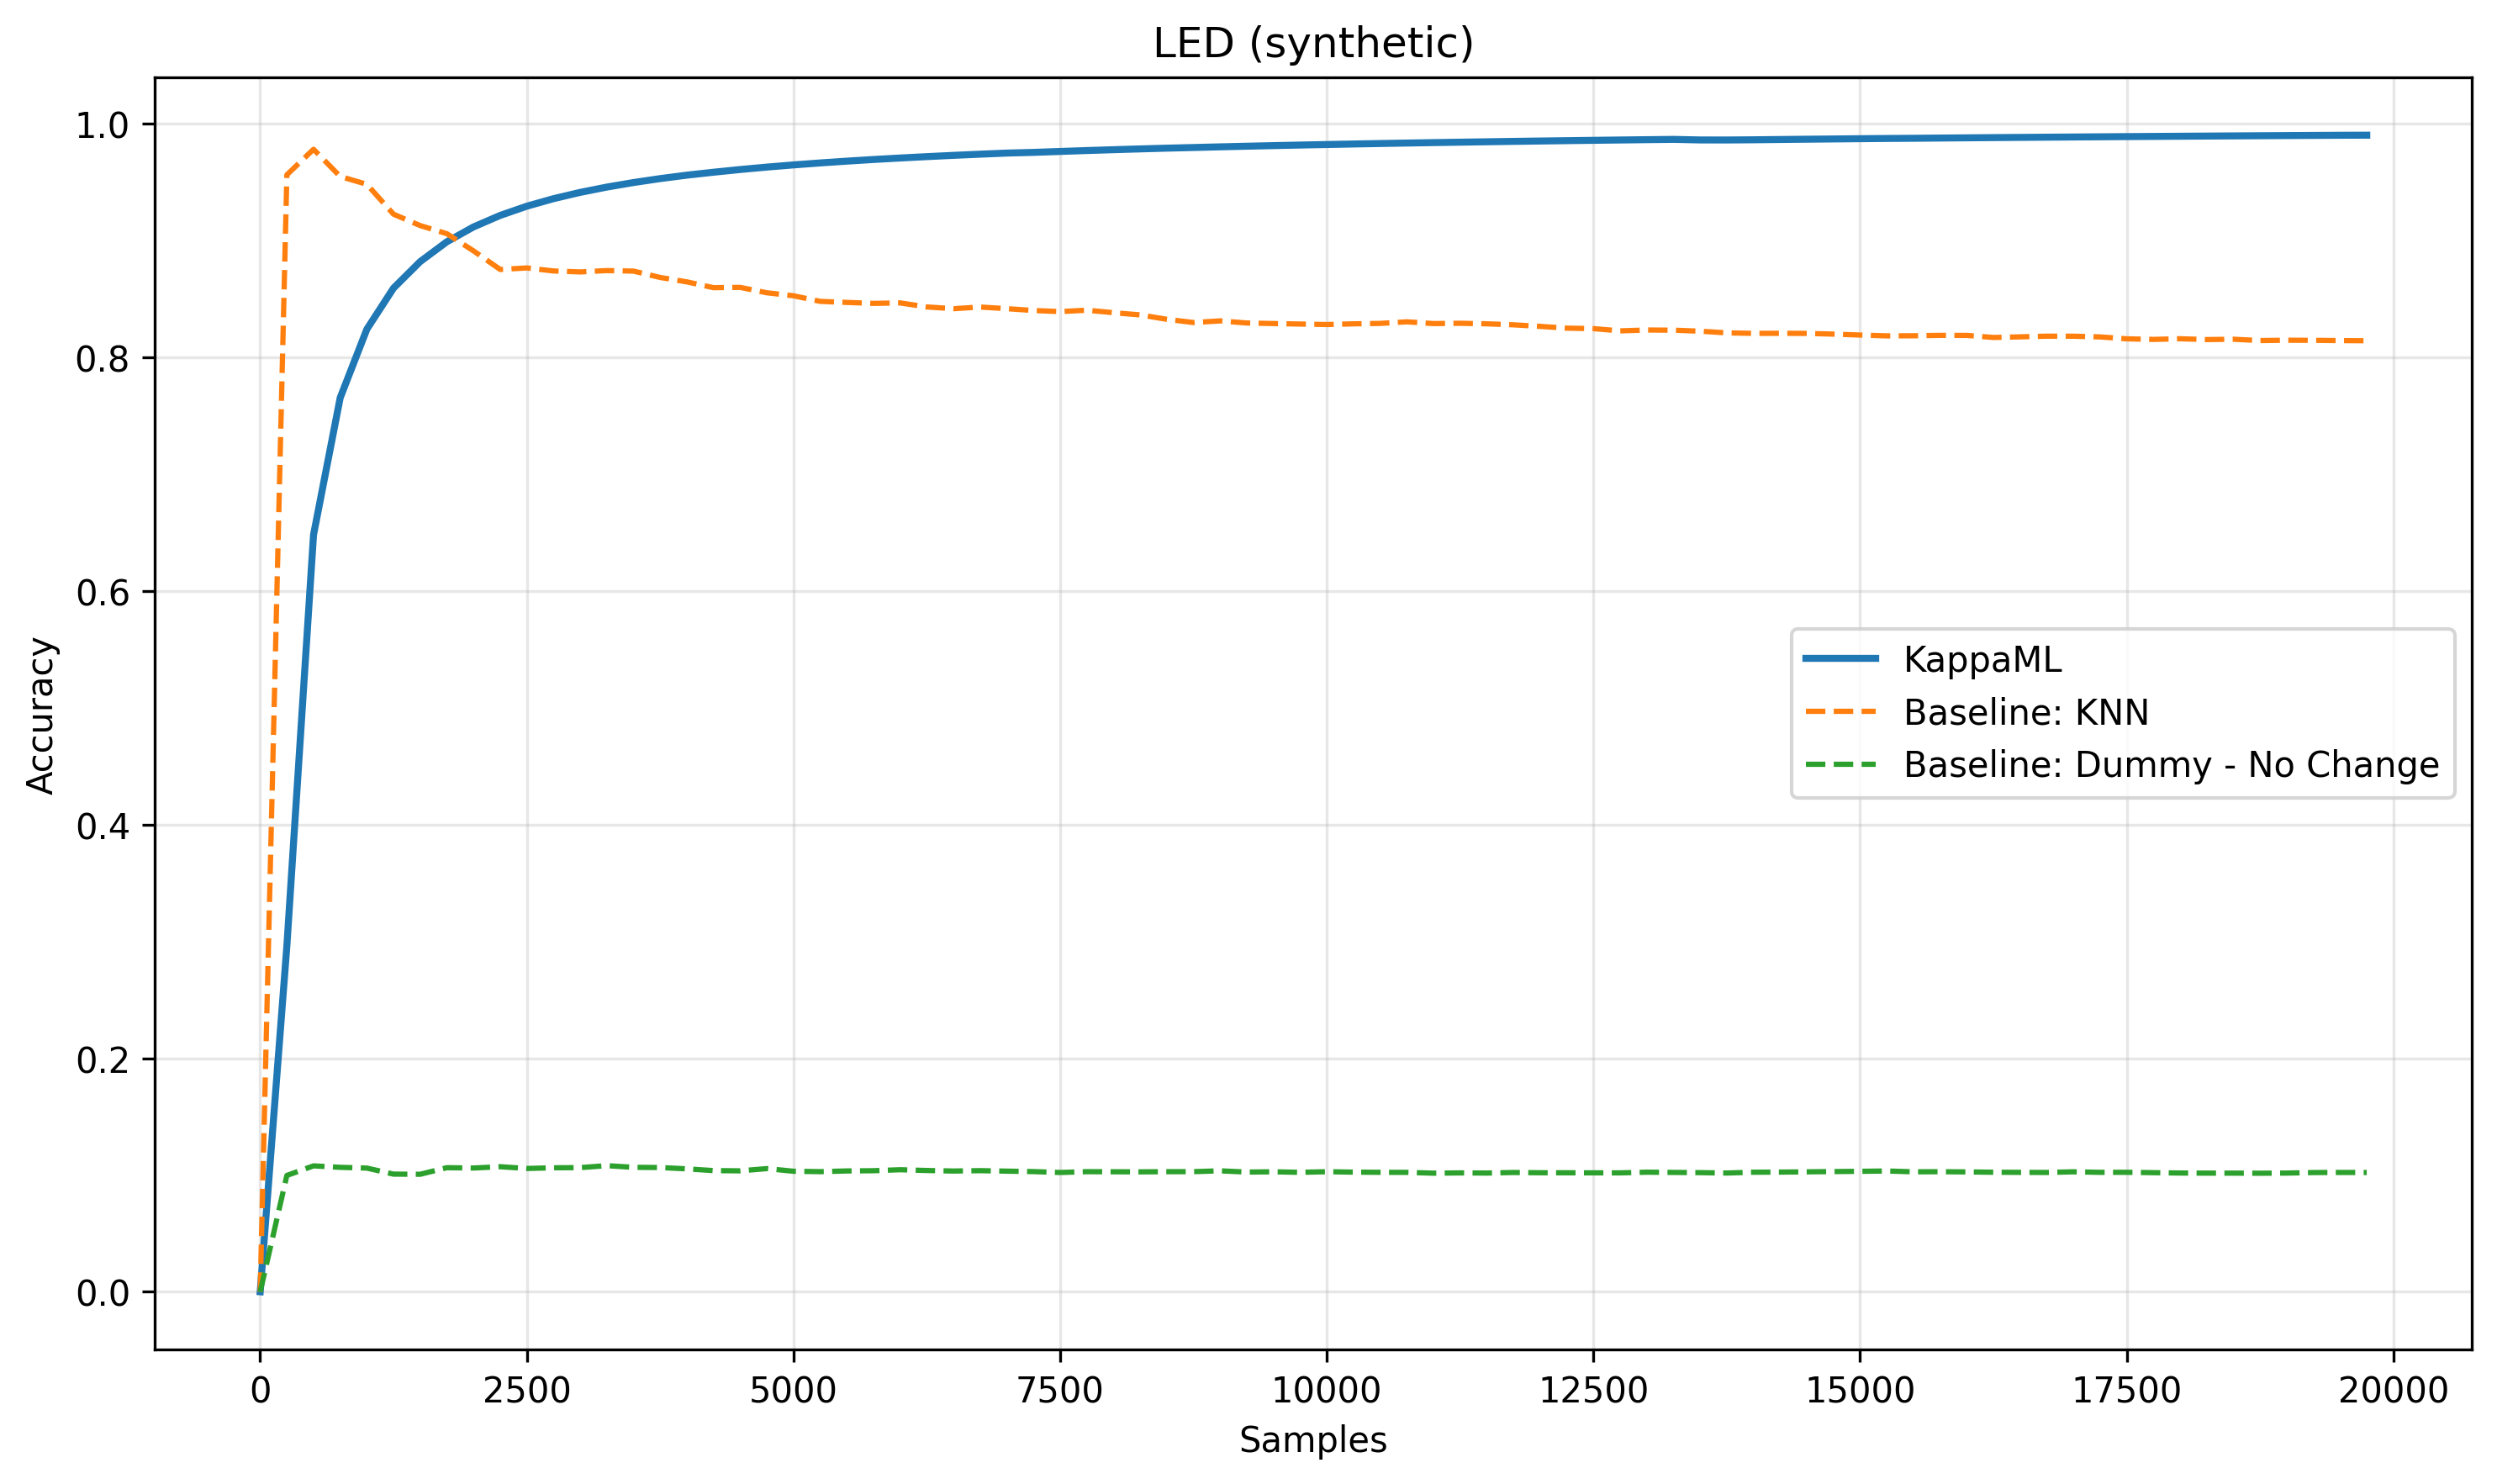 LED (synthetic)
Accuracy
1.0
0.8
0.6
0.4
0.2
0.0
KappaML
Baseline: KNN
Baseline: Dummy - No Change
0 2500 5000 7500 10000 12500 15000 17500 20000
Samples